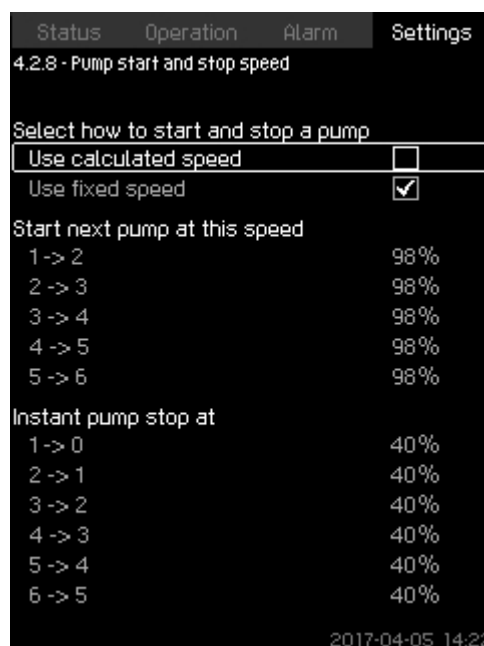 Status Operation Alarm Settings
4.2.8 - Pump start and stop speed
Select how to start and stop a pump
Use calculated speed
Use fixed speed
Start next pump at this speed
1 -> 2 98%
2 -> 3 98%
3 -> 4 98%
4 -> 5 98%
5 -> 6 98%
Instant pump stop at
1 -> 0 40%
2 -> 1 40%
3 -> 2 40%
4 -> 3 40%
5 -> 4 40%
6 -> 5 40%
2017-04-05 14:22